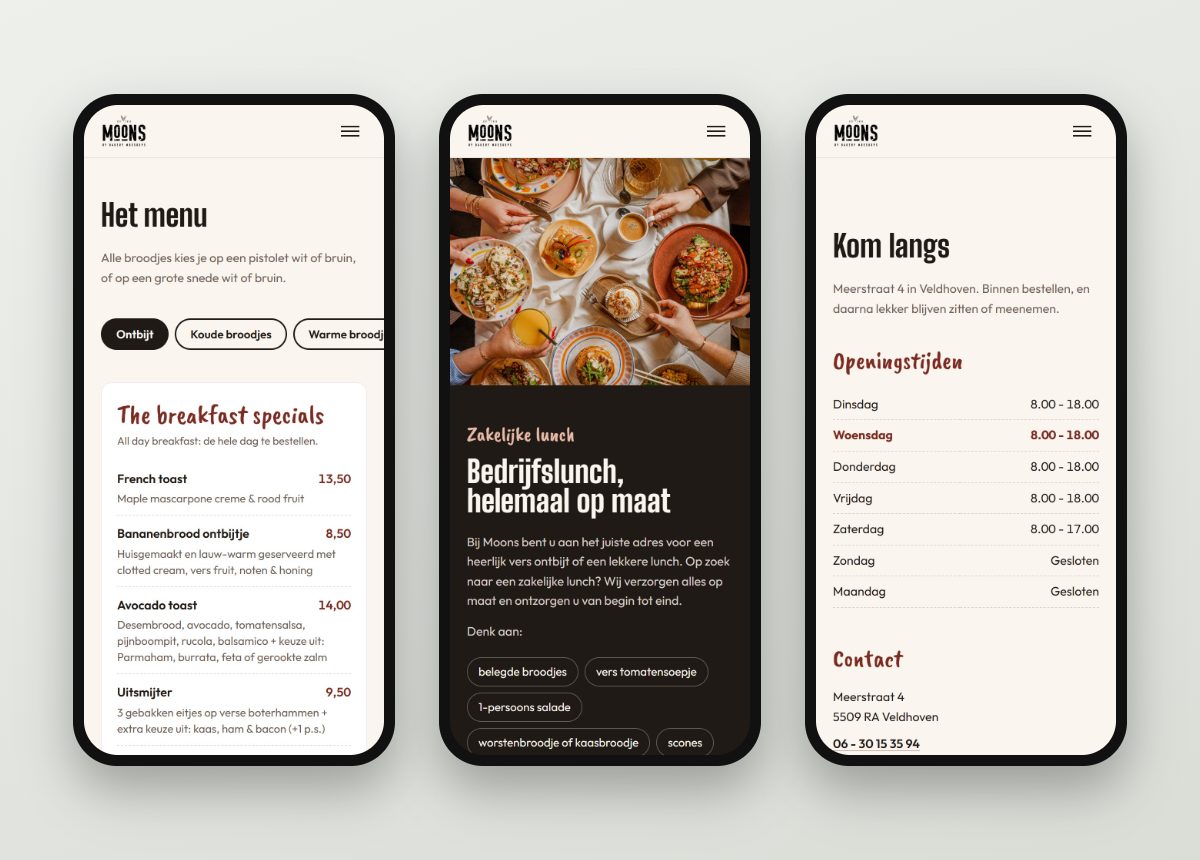 MOONS
BY BAKERY MOESKOPS
Het menu
Alle broodjes kies je op een pistolet wit of bruin,
of op een grote snede wit of bruin.
Ontbijt
Koude broodjes
Warme broodj
The breakfast specials
All day breakfast: de hele dag te bestellen.
French toast 13,50
Maple mascarpone creme & rood fruit
Bananenbrood ontbijtje 8,50
Huisgemaakt en lauw-warm geserveerd met
clotted cream, vers fruit, noten & honing
Avocado toast 14,00
Desembrood, avocado, tomatensalsa,
pijnboompit, rucola, balsamico + keuze uit:
Parmaham, burrata, feta of gerookte zalm
Uitsmijter 9,50
3 gebakken eitjes op verse boterhammen +
extra keuze uit: kaas, ham & bacon (+1 p.s.)
MOONS
BY BAKERY MOESKOPS
Zakelijke lunch
Bedrijfslunch,
helemaal op maat
Bij Moons bent u aan het juiste adres voor een
heerlijk vers ontbijt of een lekkere lunch. Op zoek
naar een zakelijke lunch? Wij verzorgen alles op
maat en ontzorgen u van begin tot eind.
Denk aan:
belegde broodjes
vers tomatensoepje
1-persoons salade
worstenbroodje of kaasbroodje
scones
MOONS
BY BAKERY MOESKOPS
Kom langs
Meerstraat 4 in Veldhoven. Binnen bestellen, en
daarna lekker blijven zitten of meenemen.
Openingstijden
Dinsdag 8.00 - 18.00
Woensdag 8.00 - 18.00
Donderdag 8.00 - 18.00
Vrijdag 8.00 - 18.00
Zaterdag 8.00 - 17.00
Zondag Gesloten
Maandag Gesloten
Contact
Meerstraat 4
5509 RA Veldhoven
06 - 30 15 35 94